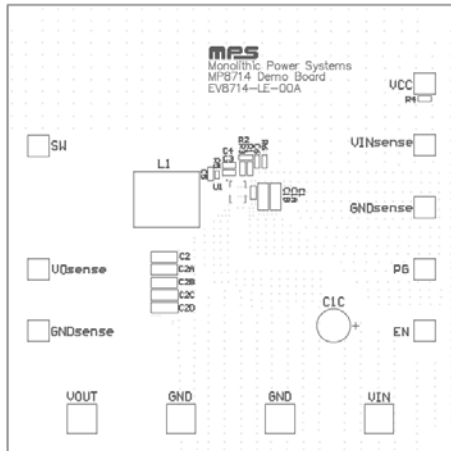 mps
Monolithic Power Systems
MP8714 Demo Board
EV8714-LE-00A
VCC
R4
SW
VINsense
L1
C4
C3
R2
U1
GNDsense
VOsense
C2
C2A
C2B
C2C
C2D
PG
GNDsense
C1C
+
EN
VOUT
GND
GND
VIN